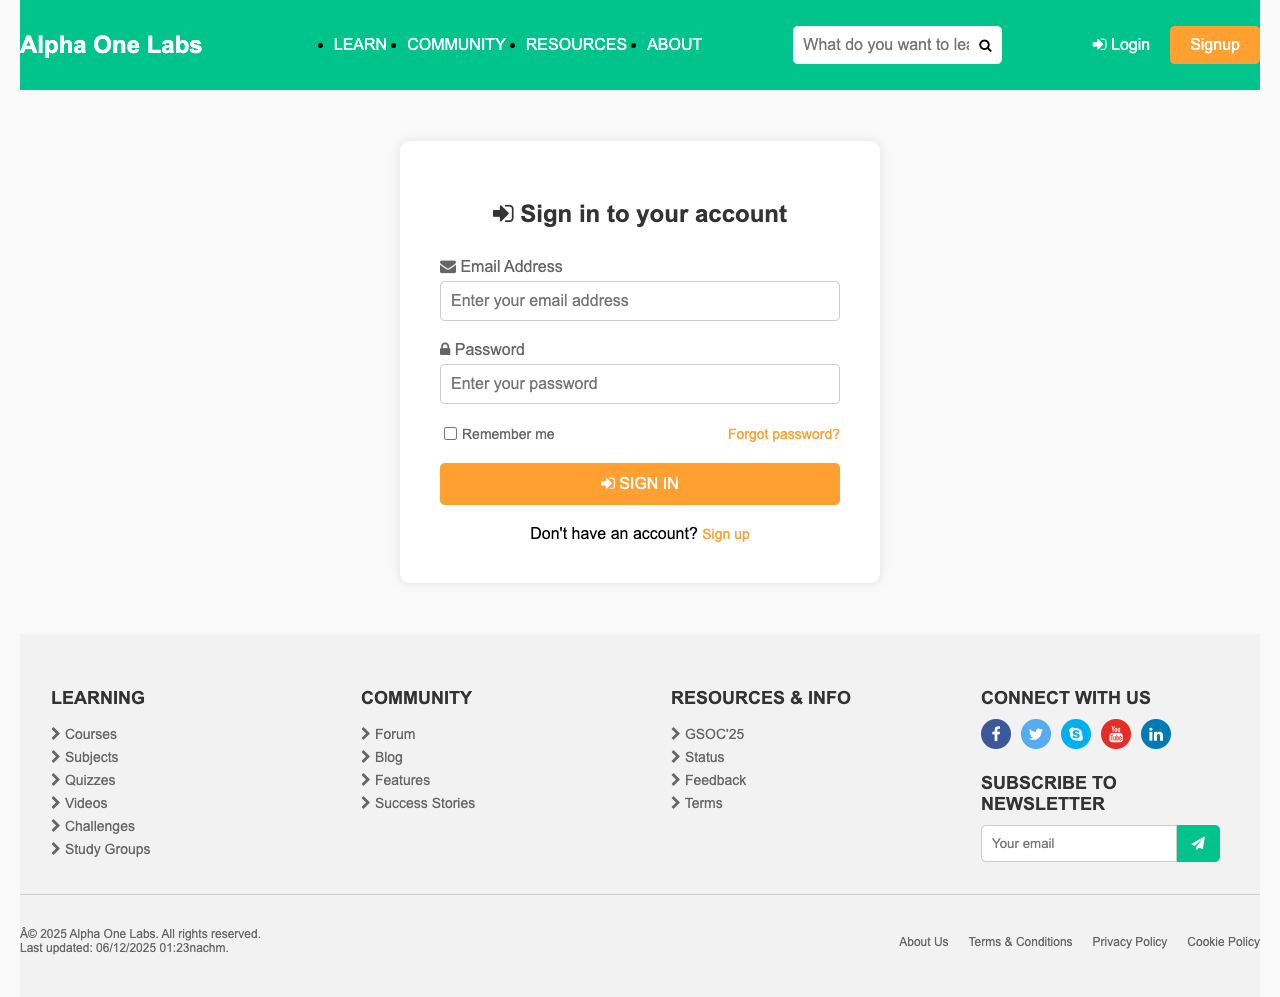 Alpha One Labs
LEARN
COMMUNITY
RESOURCES
ABOUT
What do you want to lea
Login
Signup
Sign in to your account
Email Address
Enter your email address
Password
Enter your password
Remember me
Forgot password?
SIGN IN
Don't have an account? Sign up
LEARNING
Courses
Subjects
Quizzes
Videos
Challenges
Study Groups
COMMUNITY
Forum
Blog
Features
Success Stories
RESOURCES & INFO
GSOC'25
Status
Feedback
Terms
CONNECT WITH US
SUBSCRIBE TO
NEWSLETTER
Your email
Â© 2025 Alpha One Labs. All rights reserved.
Last updated: 06/12/2025 01:23nachm.
About Us
Terms & Conditions
Privacy Policy
Cookie Policy